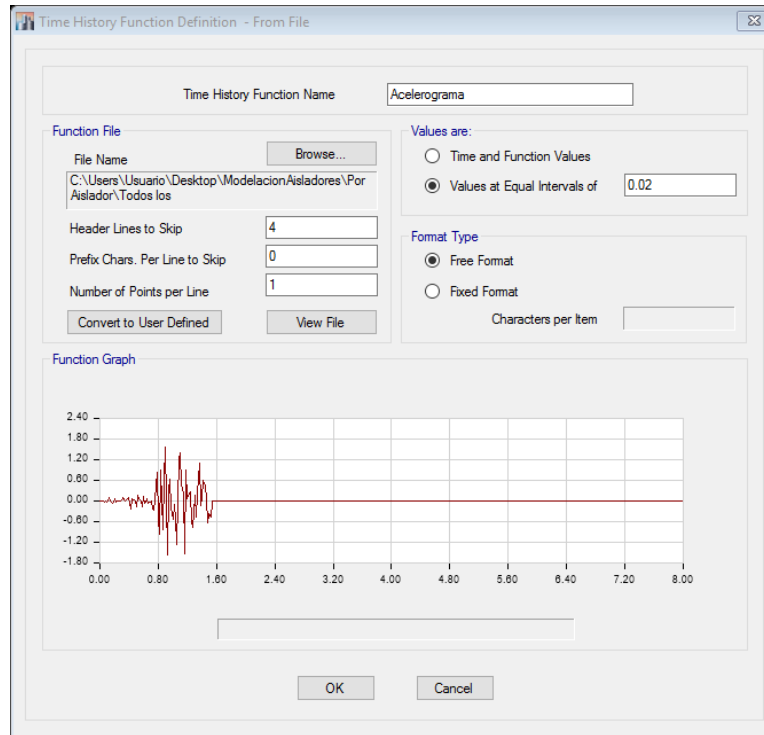 Time History Function Definition - From File
Time History Function Name Acelerograma
Function File
File Name Browse...
C:\Users\Usuario\Desktop\ModelacionAisladores\Por
Aislador\Todos los
Header Lines to Skip 4
Prefix Chars. Per Line to Skip 0
Number of Points per Line 1
Convert to User Defined View File
Values are:
Time and Function Values
Values at Equal Intervals of 0.02
Format Type
Free Format
Fixed Format
Characters per Item
Function Graph
2.40
1.80
1.20
0.60
0.00
-0.60
-1.20
-1.80
0.00 0.80 1.60 2.40 3.20 4.00 4.80 5.60 6.40 7.20 8.00
OK Cancel